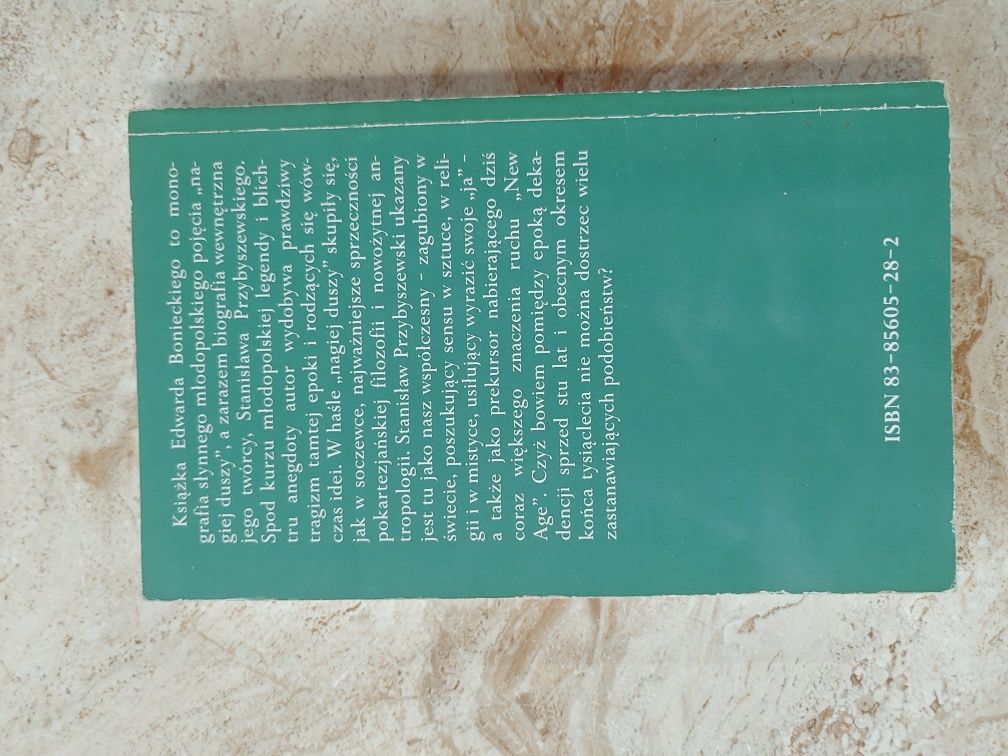 Książka Edwarda Bonieckiego to mono-
grafia słynnego młodopolskiego pojęcia „na-
giej duszy”, a zarazem biografia wewnętrzna
jego twórcy, Stanisława Przybyszewskiego.
Spod kurzu młodopolskiej legendy i blich-
tru anegdoty autor wydobywa prawdziwy
tragizm tamtej epoki i rodzących się wów-
czas idei. W haśle „nagiej duszy” skupiły się,
jak w soczewce, najważniejsze sprzeczności
pokartezjańskiej filozofii i nowożytnej an-
tropologii. Stanisław Przybyszewski ukazany
jest tu jako nasz współczesny - zagubiony w
świecie, poszukujący sensu w sztuce, w reli-
gii i w mistyce, usiłujący wyrazić swoje „ja” -
a także jako prekursor nabierającego dziś
coraz większego znaczenia ruchu „New
Age”. Czyż bowiem pomiędzy epoką deka-
dencji sprzed stu lat i obecnym okresem
końca tysiąclecia nie można dostrzec wielu
zastanawiających podobieństw?
ISBN 83-85605-28-2